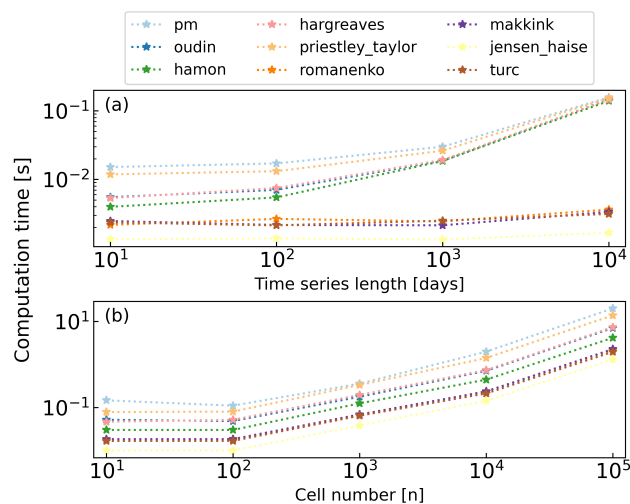 pm hargreaves makkink
oudin priestley_taylor jensen_haise
hamon romanenko turc
(a)
10⁻¹
10⁻²
10¹ 10² 10³ 10⁴
Time series length [days]
Computation time [s]
(b)
10¹
10⁻¹
10¹ 10² 10³ 10⁴ 10⁵
Cell number [n]